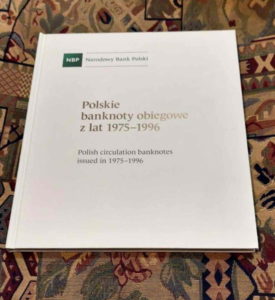 NBP Narodowy Bank Polski
Polskie
banknoty obiegowe
z lat 1975–1996
Polish circulation banknotes
issued in 1975–1996